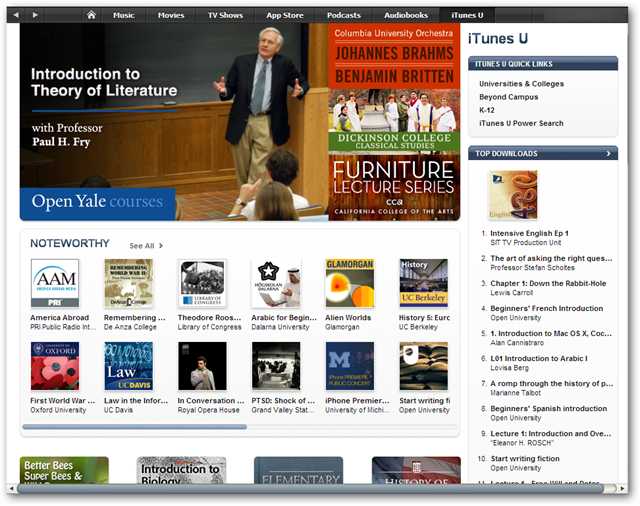 Music Movies TV Shows App Store Podcasts Audiobooks iTunes U
Introduction to
Theory of Literature
with Professor
Paul H. Fry
Open Yale courses
Columbia University Orchestra
JOHANNES BRAHMS
BENJAMIN BRITTEN
DICKINSON COLLEGE
CLASSICAL STUDIES
FURNITURE
LECTURE SERIES
cca
CALIFORNIA COLLEGE OF THE ARTS
iTunes U
ITUNES U QUICK LINKS
Universities & Colleges
Beyond Campus
K-12
iTunes U Power Search
TOP DOWNLOADS
English
1. Intensive English Ep 1
SIT TV Production Unit
2. The art of asking the right ques...
Professor Stefan Scholtes
3. Chapter 1: Down the Rabbit-Hole
Lewis Carroll
4. Beginners' French Introduction
Open University
5. 1. Introduction to Mac OS X, Coc...
Alan Cannistraro
6. L01 Introduction to Arabic I
Lovisa Berg
7. A romp through the history of p...
Marianne Talbot
8. Beginners' Spanish introduction
Open University
9. Lecture 1: Introduction and Ove...
"Eleanor H. ROSCH"
10. Start writing fiction
Open University
NOTEWORTHY See All
AAM
PRI
REMEMBERING
WORLD WAR II:
De Anza College
LIBRARY OF
CONGRESS
HÖGSKOLAN
DALARNA
GLAMORGAN
History
UC Berkeley
America Abroad
PRI Public Radio Int...
Remembering ...
De Anza College
Theodore Roos...
Library of Congress
Arabic for Begin...
Dalarna University
Alien Worlds
Glamorgan
History 5: Euro
UC Berkeley
UNIVERSITY OF
OXFORD
Law
UC DAVIS
M
iPhone PREMIERE
PUBLIC CONCERT
First World War ...
Oxford University
Law in the Infor...
UC Davis
In Conversation ...
Royal Opera House
PTSD: Shock of ...
Grand Valley Stat...
iPhone Premier...
University of Michi...
Start writing fi
Open University
Better Bees
Super Bees &
Introduction to
Biology
ELEMENTARY
HISTORY OF